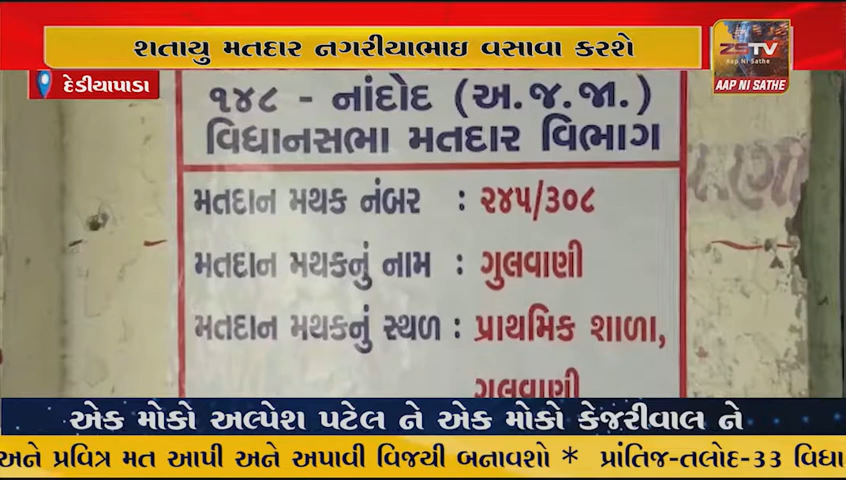 શતાયુ મતદાર નગરીયાભાઇ વસાવા કરશે
ZSTV
Aap Ni Sathe
AAP NI SATHE
દેડીયાપાડા
૧૪૮ - નાંદોદ (અ.જ.જા.)
વિધાનસભા મતદાર વિભાગ
મતદાન મથક નંબર : ૨૪૫/૩૦૮
મતદાન મથકનું નામ : ગુલવાણી
મતદાન મથકનું સ્થળ : પ્રાથમિક શાળા,
ગુલવાણી
એક મોકો અલ્પેશ પટેલ ને એક મોકો કેજરીવાલ ને
અને પ્રવિત્ર મત આપી અને અપાવી વિજયી બનાવશો * પ્રાંતિજ-તલોદ-33 વિધા